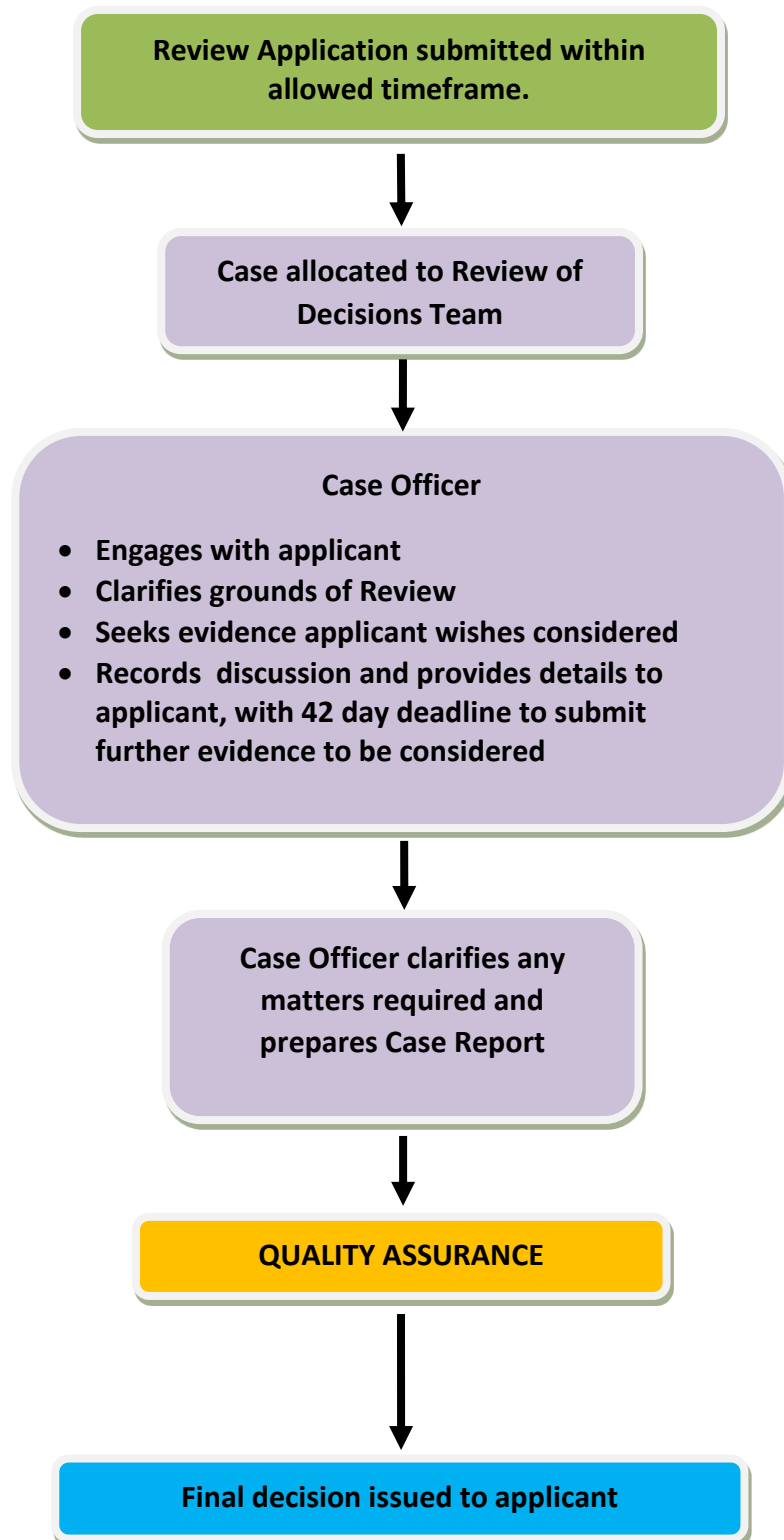 Review Application submitted within
allowed timeframe.
Case allocated to Review of
Decisions Team
Case Officer
• Engages with applicant
• Clarifies grounds of Review
• Seeks evidence applicant wishes considered
• Records  discussion and provides details to
applicant, with 42 day deadline to submit
further evidence to be considered
Case Officer clarifies any
matters required and
prepares Case Report
QUALITY ASSURANCE
Final decision issued to applicant